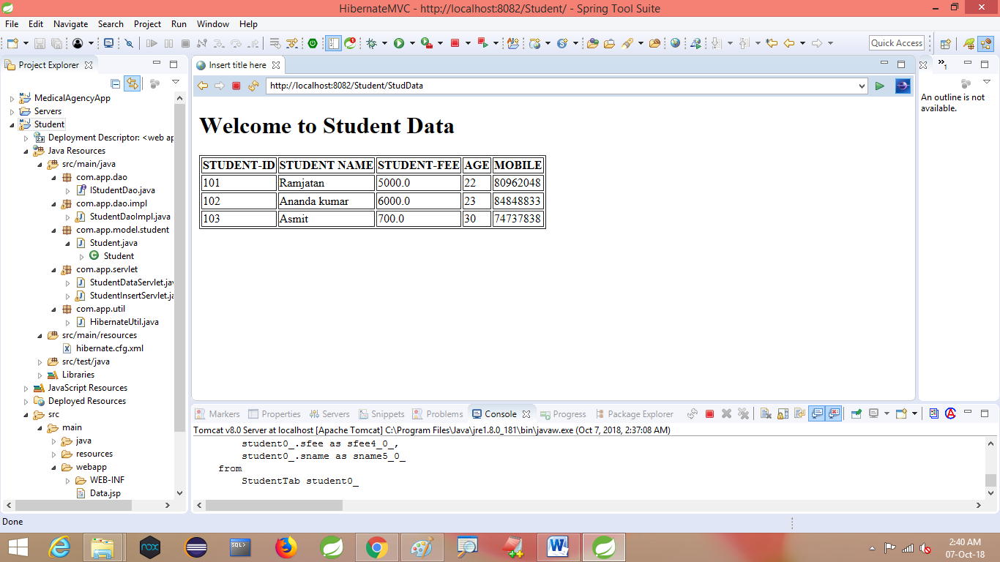 HibernateMVC - http://localhost:8082/Student/ - Spring Tool Suite
File Edit Navigate Search Project Run Window Help
Quick Access
Project Explorer
MedicalAgencyApp
Servers
Student
Deployment Descriptor: <web ap
Java Resources
src/main/java
com.app.dao
IStudentDao.java
com.app.dao.impl
StudentDaoImpl.java
com.app.model.student
Student.java
Student
com.app.servlet
StudentDataServlet.jav
StudentInsertServlet.ja
com.app.util
HibernateUtil.java
src/main/resources
hibernate.cfg.xml
src/test/java
Libraries
JavaScript Resources
Deployed Resources
src
main
java
resources
webapp
WEB-INF
Data.jsp
Insert title here
http://localhost:8082/Student/StudData
Welcome to Student Data
STUDENT-ID STUDENT NAME STUDENT-FEE AGE MOBILE
101 Ramjatan 5000.0 22 80962048
102 Ananda kumar 6000.0 23 84848833
103 Asmit 700.0 30 74737838
»1
An outline is not
available.
Markers Properties Servers Snippets Problems Console Progress Package Explorer
Tomcat v8.0 Server at localhost [Apache Tomcat] C:\Program Files\Java\jre1.8.0_181\bin\javaw.exe (Oct 7, 2018, 2:37:08 AM)
student0_.sfee as sfee4_0_,
student0_.sname as sname5_0_
from
StudentTab student0_
Done
nox
SQL>
2:40 AM
07-Oct-18